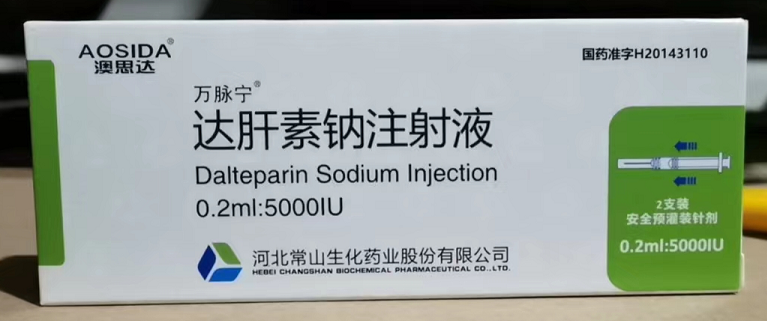 AOSIDA®
澳思达
国药准字H20143110
万脉宁®
达肝素钠注射液
Dalteparin Sodium Injection
0.2ml:5000IU
2支装
安全预灌装针剂
0.2ml:5000IU
河北常山生化药业股份有限公司
HEBEI CHANGSHAN BIOCHEMICAL PHARMACEUTICAL CO.,LTD.